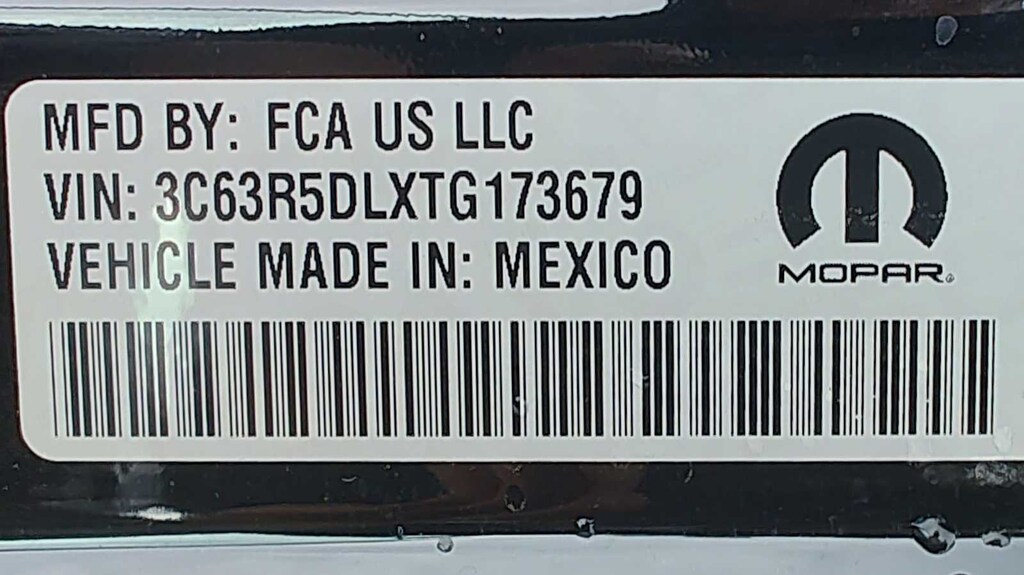 MFD BY: FCA US LLC
VIN: 3C63R5DLXTG173679
VEHICLE MADE IN: MEXICO
MOPAR®